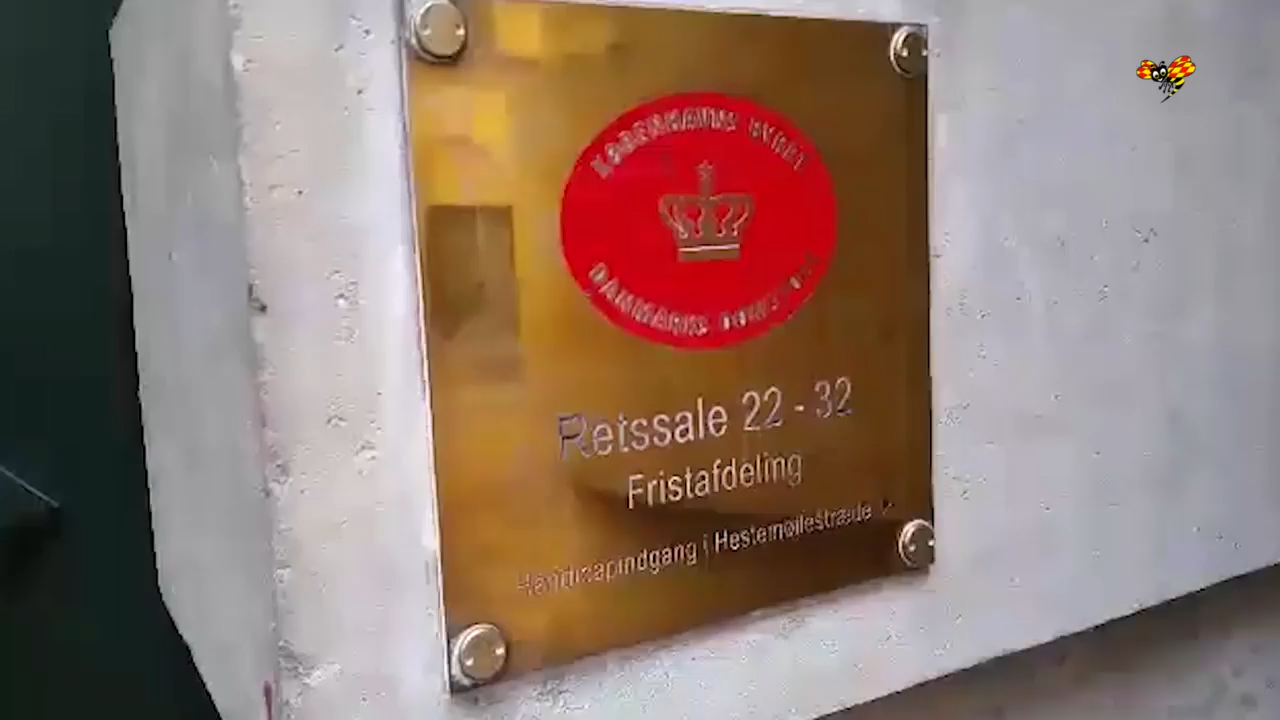 KØBENHAVNS BYRET
DANMARKS DOMSTOLE
Retssale 22 - 32
Fristafdeling
Handicapindgang i Hestemøllestræde